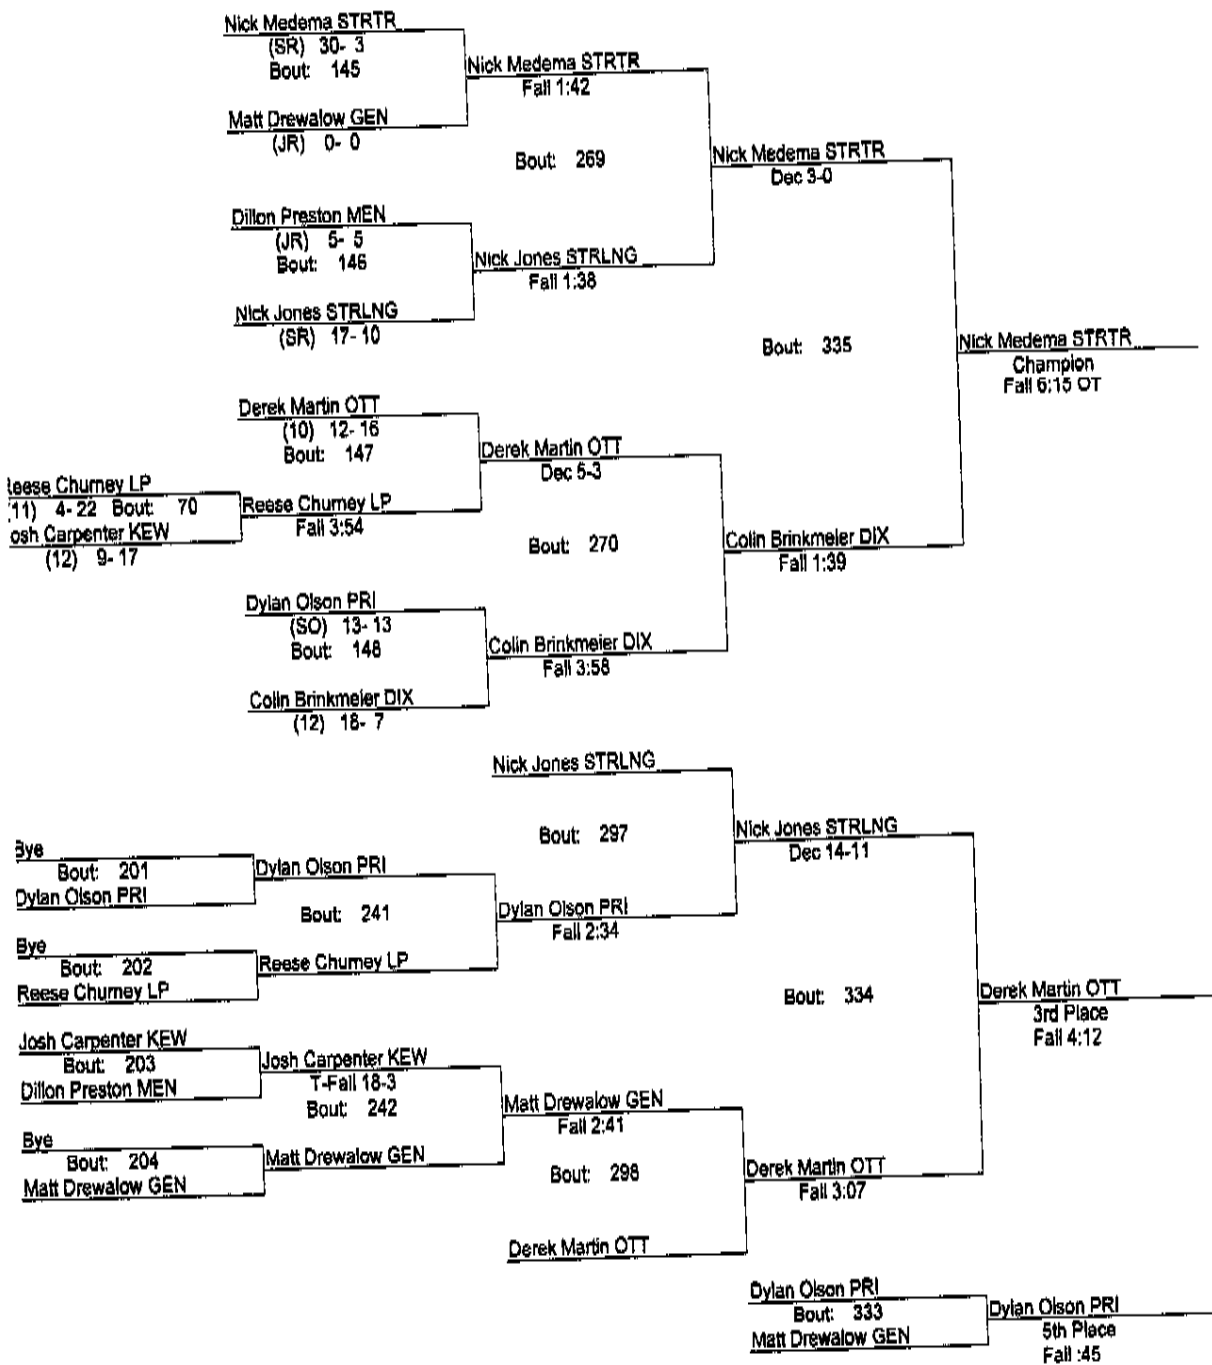 Nick Medema STRTR
(SR) 30- 3
Bout: 145
Nick Medema STRTR
Fall 1:42
Matt Drewalow GEN
(JR) 0- 0
Bout: 269
Nick Medema STRTR
Dec 3-0
Dillon Preston MEN
(JR) 5- 5
Bout: 146
Nick Jones STRLNG
Fall 1:38
Nick Jones STRLNG
(SR) 17- 10
Bout: 335
Nick Medema STRTR
Champion
Fall 6:15 OT
Derek Martin OTT
(10) 12- 16
Bout: 147
Derek Martin OTT
Dec 5-3
Reese Churney LP
(11) 4- 22 Bout: 70
Reese Churney LP
Fall 3:54
osh Carpenter KEW
(12) 9- 17
Bout: 270
Colin Brinkmeier DIX
Fall 1:39
Dylan Olson PRI
(SO) 13- 13
Bout: 148
Colin Brinkmeier DIX
Fall 3:58
Colin Brinkmeier DIX
(12) 18- 7
Nick Jones STRLNG
Bout: 297
Nick Jones STRLNG
Dec 14-11
Bye
Bout: 201
Dylan Olson PRI
Dylan Olson PRI
Bout: 241
Dylan Olson PRI
Fall 2:34
Bye
Bout: 202
Reese Churney LP
Reese Churney LP
Bout: 334
Derek Martin OTT
3rd Place
Fall 4:12
Josh Carpenter KEW
Bout: 203
Dillon Preston MEN
Josh Carpenter KEW
T-Fall 18-3
Bout: 242
Matt Drewalow GEN
Fall 2:41
Bye
Bout: 204
Matt Drewalow GEN
Matt Drewalow GEN
Bout: 298
Derek Martin OTT
Fall 3:07
Derek Martin OTT
Dylan Olson PRI
Bout: 333
Matt Drewalow GEN
Dylan Olson PRI
5th Place
Fall :45